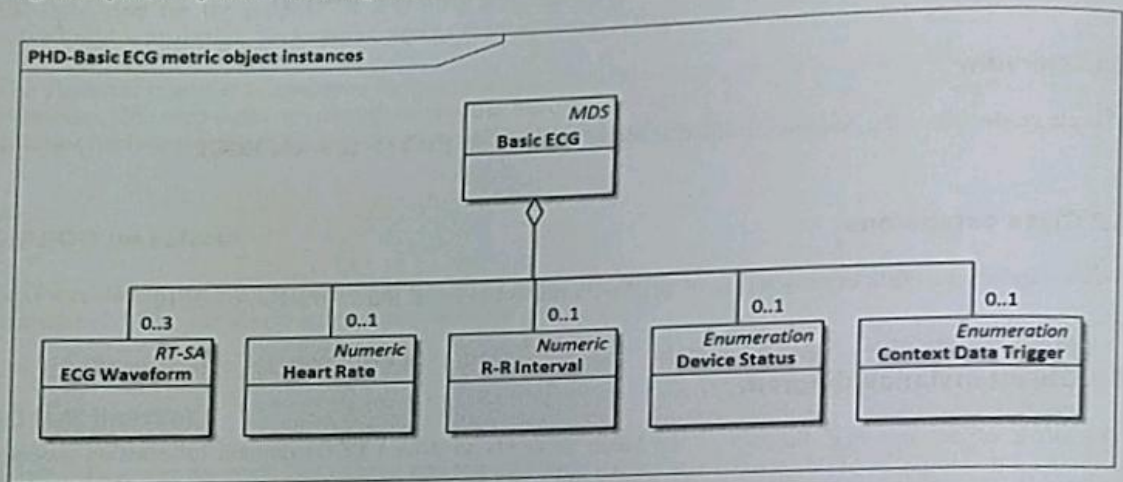 PHD-Basic ECG metric object instances
MDS
Basic ECG
0..3
0..1
0..1
0..1
0..1
RT-SA
ECG Waveform
Numeric
Heart Rate
Numeric
R-R Interval
Enumeration
Device Status
Enumeration
Context Data Trigger